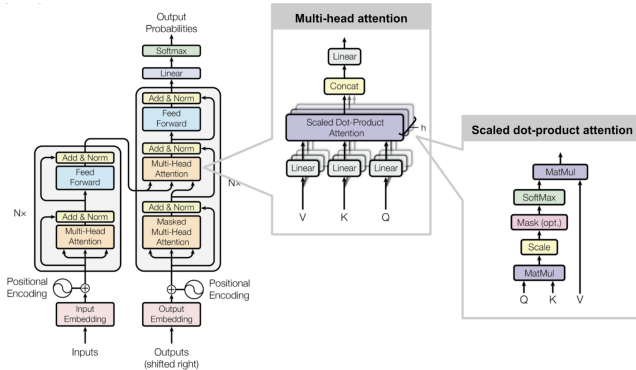 Output
Probabilities
Softmax
Linear
Add & Norm
Feed
Forward
Add & Norm
Multi-Head
Attention
Add & Norm
Masked
Multi-Head
Attention
Nx
Add & Norm
Feed
Forward
Nx
Add & Norm
Multi-Head
Attention
Positional
Encoding
Positional
Encoding
Input
Embedding
Output
Embedding
Inputs
Outputs
(shifted right)
Multi-head attention
Linear
Concat
Scaled Dot-Product
Attention
h
Linear
Linear
Linear
V
K
Q
Scaled dot-product attention
MatMul
SoftMax
Mask (opt.)
Scale
MatMul
Q
K
V